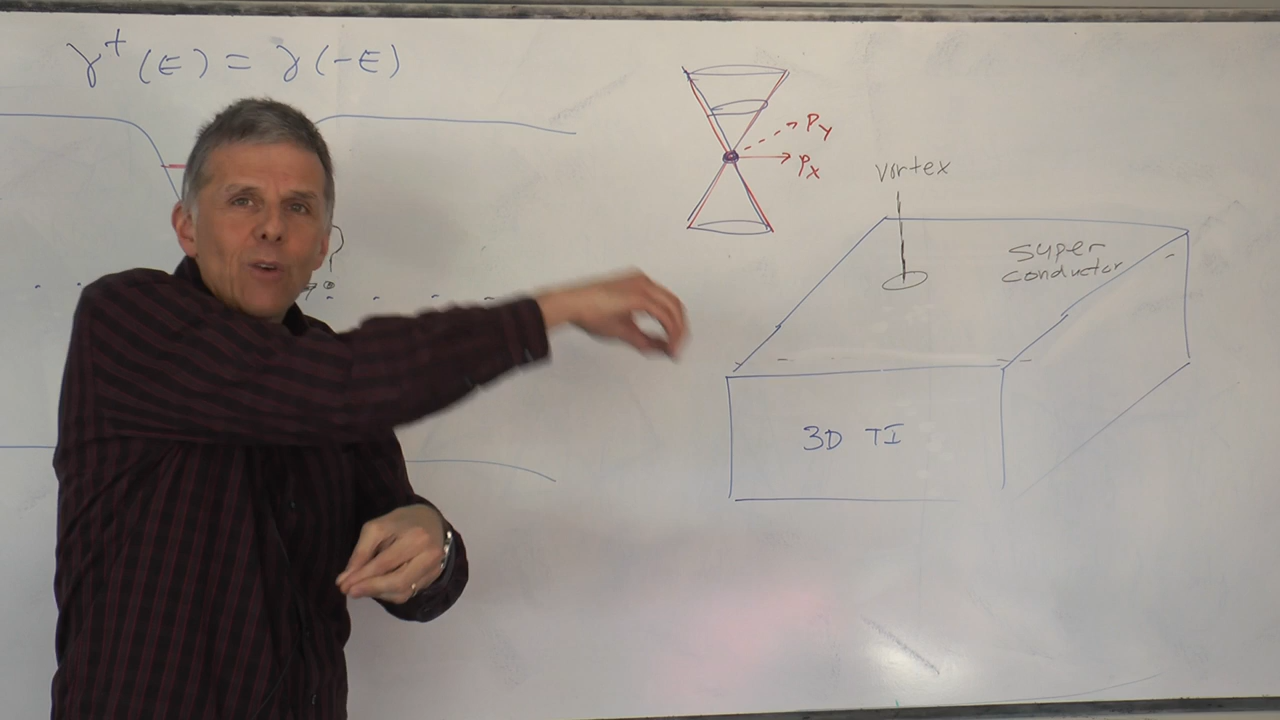 γ†(E) = γ(-E)
Py
Px
vortex
super
conductor
?
3D TI